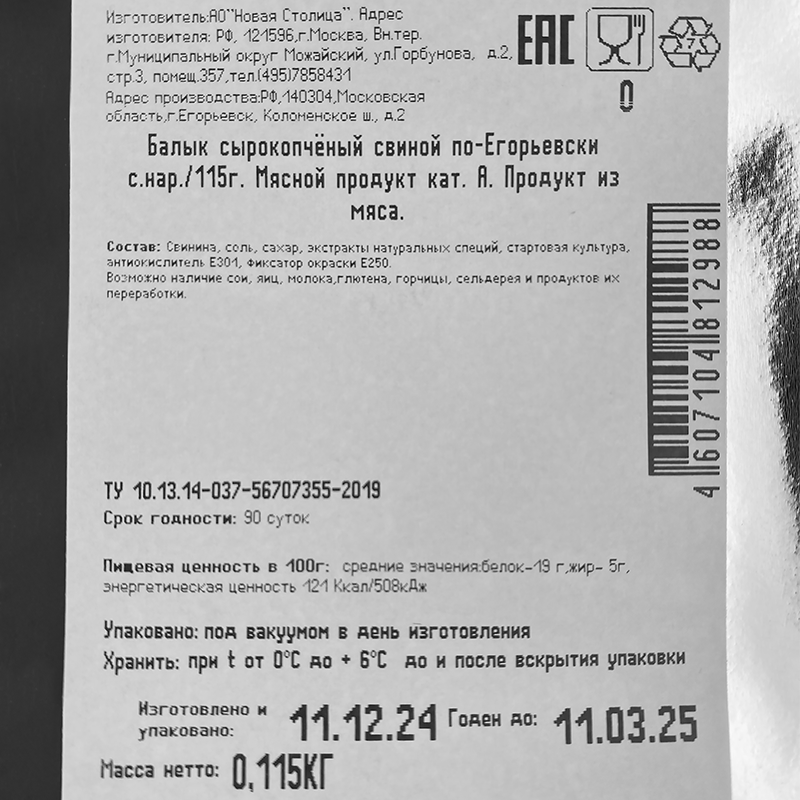 Изготовитель:АО"Новая Столица". Адрес
изготовителя: РФ, 121596,г.Москва, Вн.тер.
г.Муниципальный округ Можайский, ул.Горбунова, д.2,
стр.3, помещ.357,тел.(495)7858431
Адрес производства:РФ,140304,Московская
область,г.Егорьевск, Коломенское ш., д.2
EAC
7
0
Балык сырокопчёный свиной по-Егорьевски
с.нар./115г. Мясной продукт кат. А. Продукт из
мяса.
Состав: Свинина, соль, сахар, экстракты натуральных специй, стартовая культура,
антиокислитель Е301, фиксатор окраски Е250.
Возможно наличие сои, яиц, молока,глютена, горчицы, сельдерея и продуктов их
переработки.
4607104812988
ТУ 10.13.14-037-56707355-2019
Срок годности: 90 суток
Пищевая ценность в 100г: средние значения:белок-19 г,жир- 5г,
энергетическая ценность 121 Ккал/508кДж
Упаковано: под вакуумом в день изготовления
Хранить: при t от 0°С до + 6°С до и после вскрытия упаковки
Изготовлено и
упаковано: 11.12.24 Годен до: 11.03.25
Масса нетто: 0,115КГ